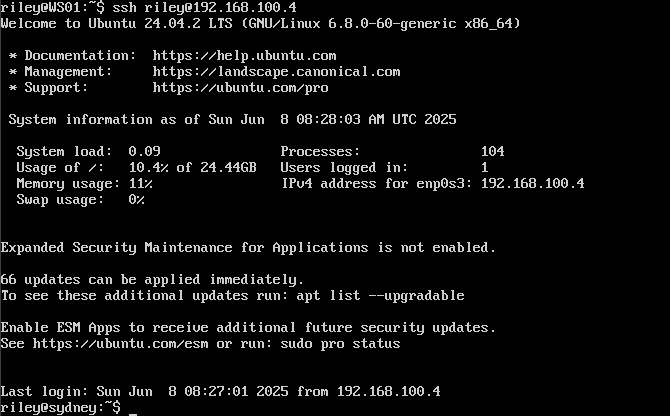 riley@WS01:~$ ssh riley@192.168.100.4
Welcome to Ubuntu 24.04.2 LTS (GNU/Linux 6.8.0-60-generic x86_64)

 * Documentation:  https://help.ubuntu.com
 * Management:     https://landscape.canonical.com
 * Support:        https://ubuntu.com/pro

 System information as of Sun Jun  8 08:28:03 AM UTC 2025

  System load:  0.09               Processes:               104
  Usage of /:   10.4% of 24.44GB   Users logged in:         1
  Memory usage: 11%                IPv4 address for enp0s3: 192.168.100.4
  Swap usage:   0%

Expanded Security Maintenance for Applications is not enabled.

66 updates can be applied immediately.
To see these additional updates run: apt list --upgradable

Enable ESM Apps to receive additional future security updates.
See https://ubuntu.com/esm or run: sudo pro status

Last login: Sun Jun  8 08:27:01 2025 from 192.168.100.4
riley@sydney:~$ _